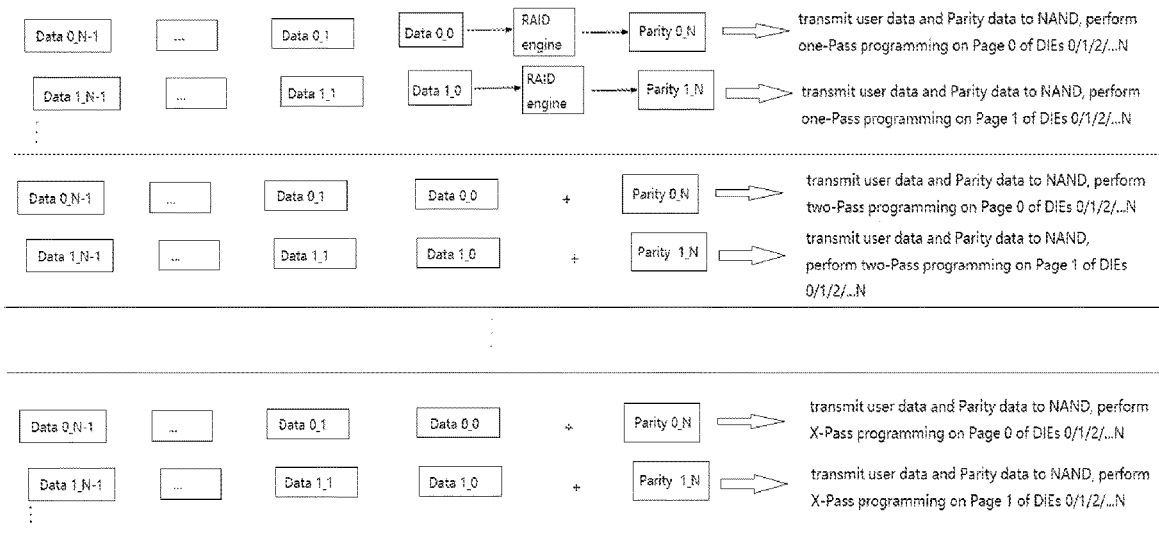 Data 0_N-1 ... Data 0_1 Data 0_0 RAID engine Parity 0_N transmit user data and Parity data to NAND, perform
one-Pass programming on Page 0 of DIEs 0/1/2/...N
Data 1_N-1 ... Data 1_1 Data 1_0 RAID engine Parity 1_N transmit user data and Parity data to NAND, perform
one-Pass programming on Page 1 of DIEs 0/1/2/...N
Data 0_N-1 ... Data 0_1 Data 0_0 + Parity 0_N transmit user data and Parity data to NAND, perform
two-Pass programming on Page 0 of DIEs 0/1/2/...N
Data 1_N-1 ... Data 1_1 Data 1_0 + Parity 1_N transmit user data and Parity data to NAND,
perform two-Pass programming on Page 1 of DIEs
0/1/2/...N
Data 0_N-1 ... Data 0_1 Data 0_0 + Parity 0_N transmit user data and Parity data to NAND, perform
X-Pass programming on Page 0 of DIEs 0/1/2/...N
Data 1_N-1 ... Data 1_1 Data 1_0 + Parity 1_N transmit user data and Parity data to NAND, perform
X-Pass programming on Page 1 of DIEs 0/1/2/...N